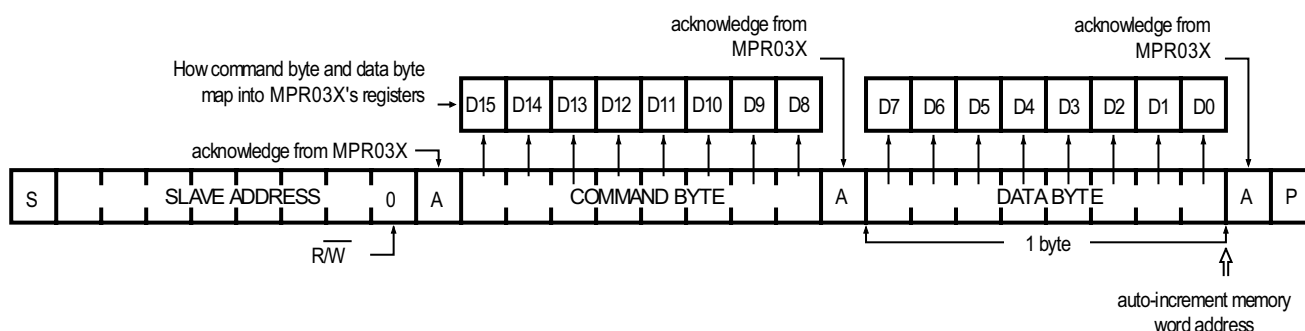 acknowledge from
MPR03X
acknowledge from
MPR03X
How command byte and data byte
map into MPR03X's registers
D15 D14 D13 D12 D11 D10 D9 D8
D7 D6 D5 D4 D3 D2 D1 D0
acknowledge from MPR03X
S SLAVE ADDRESS 0 A COMMAND BYTE A DATA BYTE A P
R/W
1 byte
auto-increment memory
word address